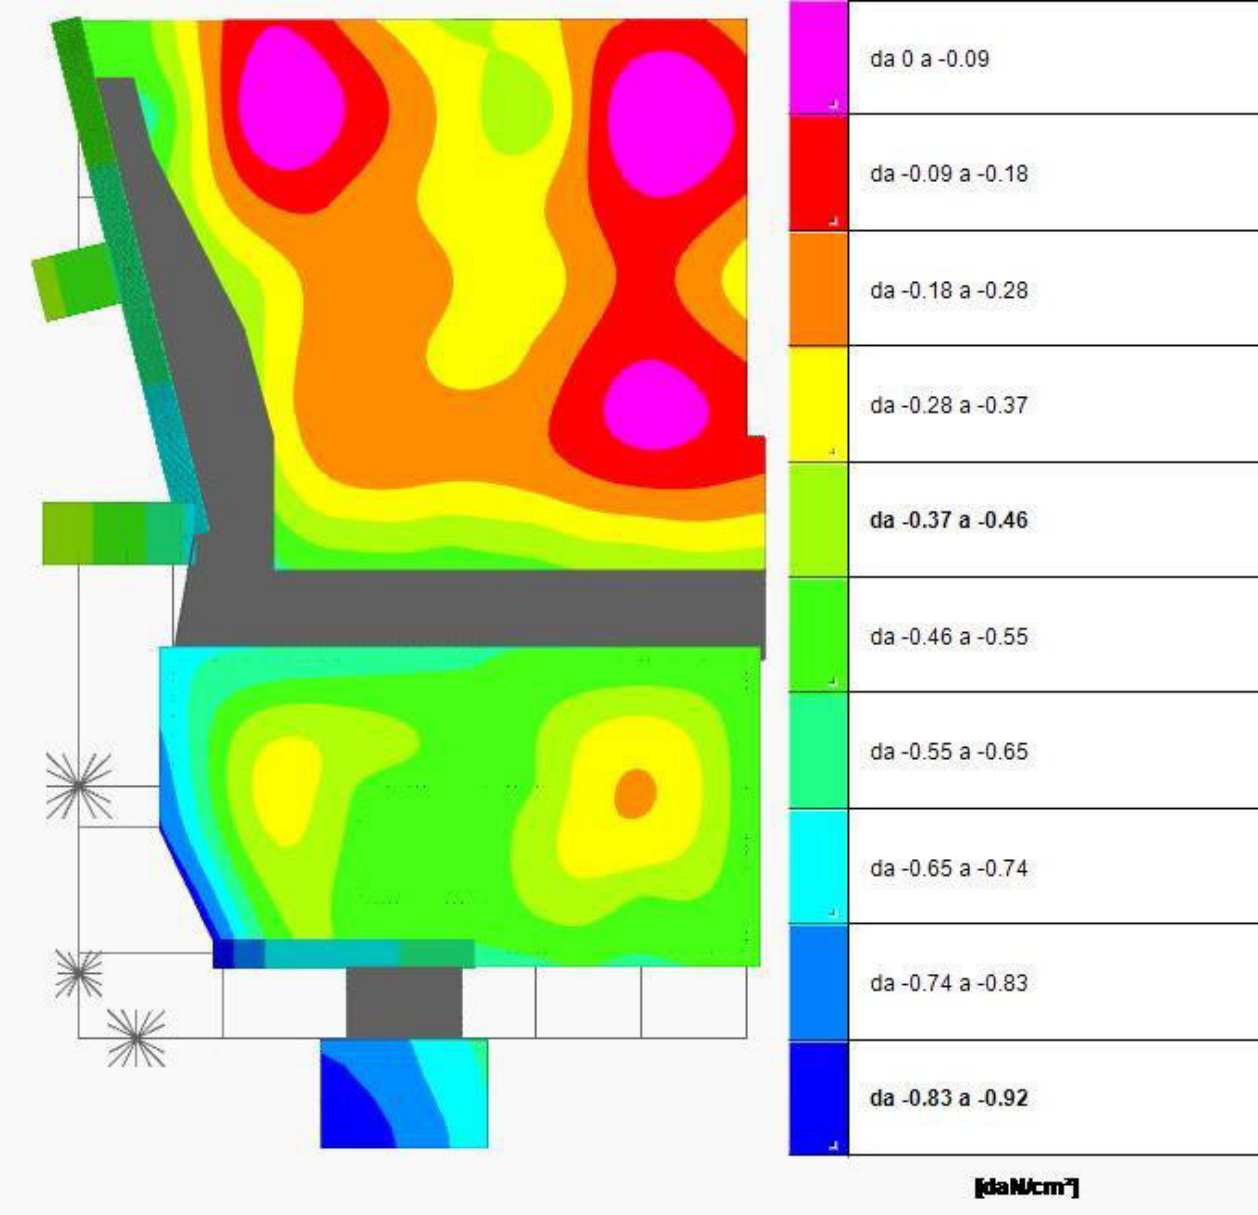 da 0 a -0.09
da -0.09 a -0.18
da -0.18 a -0.28
da -0.28 a -0.37
da -0.37 a -0.46
da -0.46 a -0.55
da -0.55 a -0.65
da -0.65 a -0.74
da -0.74 a -0.83
da -0.83 a -0.92
[daN/cm²]